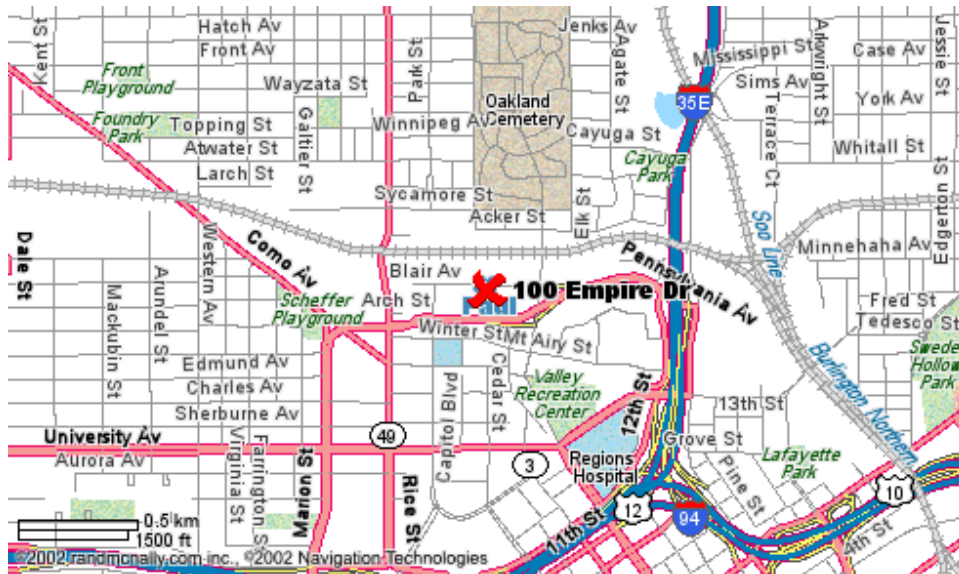 Kent St
Hatch Av
Front Av
Park St
Jenks Av
Agate St
Mississippi St
Arkwright St
Case Av
Jessie St
Front
Playground
Wayzata St
Galtier St
Oakland
Cemetery
35E
Sims Av
York Av
Foundry
Park
Topping St
Winnipeg Av
Cayuga St
Terrace Ct
Atwater St
Whitall St
Larch St
Cayuga
Park
Sycamore St
Acker St
Elk St
Edgerton St
Dale St
Western Av
Como Av
Soo Line
Minnehaha Av
Pennsylvania Av
Blair Av
Mackubin St
Arundel St
Scheffer
Playground
Arch St
100 Empire Dr
Paul
Fred St
Tedesco St
Winter St
Mt Airy St
Edmund Av
Capitol Blvd
Cedar St
Swede
Hollow
Park
Burlington Northern
Charles Av
Valley
Recreation
Center
12th St
Sherburne Av
13th St
University Av
49
Grove St
Aurora Av
Virginia St
Farrington St
Marion St
Rice St
3
Regions
Hospital
Pine St
Lafayette
Park
10
12
94
11th St
4th St
0.5 km
1500 ft
©2002 randmcnally.com inc., ©2002 Navigation Technologies